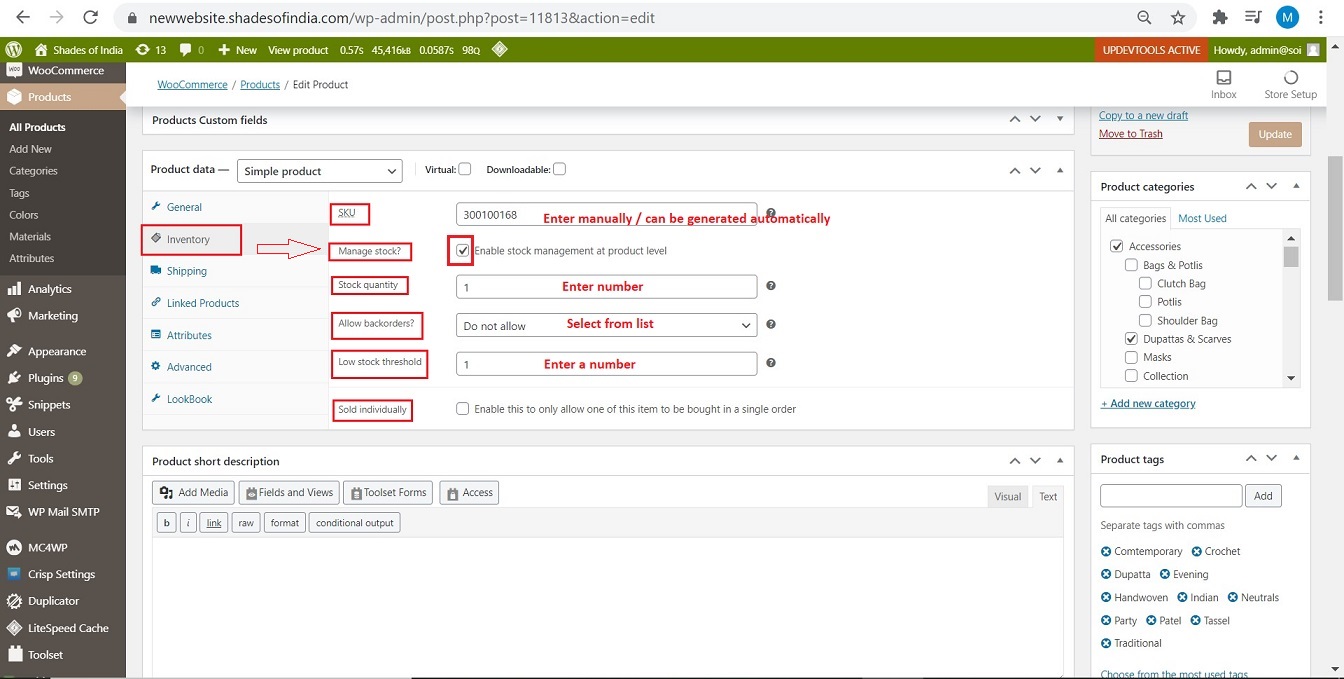 newwebsite.shadesofindia.com/wp-admin/post.php?post=11813&action=edit
M
Shades of India 13 0 New View product 0.57s 45,416KB 0.0587s 98Q UPDEVTOOLS ACTIVE Howdy, admin@soi
WooCommerce
Products
All Products
Add New
Categories
Tags
Colors
Materials
Attributes
Analytics
Marketing
Appearance
Plugins 9
Snippets
Users
Tools
Settings
WP Mail SMTP
MC4WP
Crisp Settings
Duplicator
LiteSpeed Cache
Toolset
WooCommerce / Products / Edit Product
Inbox
Store Setup
Products Custom fields
Product data — Simple product Virtual: Downloadable:
General
Inventory
Shipping
Linked Products
Attributes
Advanced
LookBook
SKU 300100168 Enter manually / can be generated automatically
Manage stock? Enable stock management at product level
Stock quantity 1 Enter number
Allow backorders? Do not allow Select from list
Low stock threshold 1 Enter a number
Sold individually Enable this to only allow one of this item to be bought in a single order
Product short description
Add Media Fields and Views Toolset Forms Access
Visual Text
b i link raw format conditional output
Copy to a new draft
Move to Trash
Update
Product categories
All categories Most Used
Accessories
Bags & Potlis
Clutch Bag
Potlis
Shoulder Bag
Dupattas & Scarves
Masks
Collection
+ Add new category
Product tags
Add
Separate tags with commas
Comtemporary Crochet
Dupatta Evening
Handwoven Indian Neutrals
Party Patel Tassel
Traditional
Choose from the most used tags